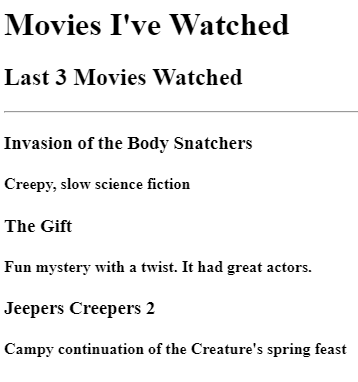 Movies I've Watched
Last 3 Movies Watched
Invasion of the Body Snatchers
Creepy, slow science fiction
The Gift
Fun mystery with a twist. It had great actors.
Jeepers Creepers 2
Campy continuation of the Creature's spring feast